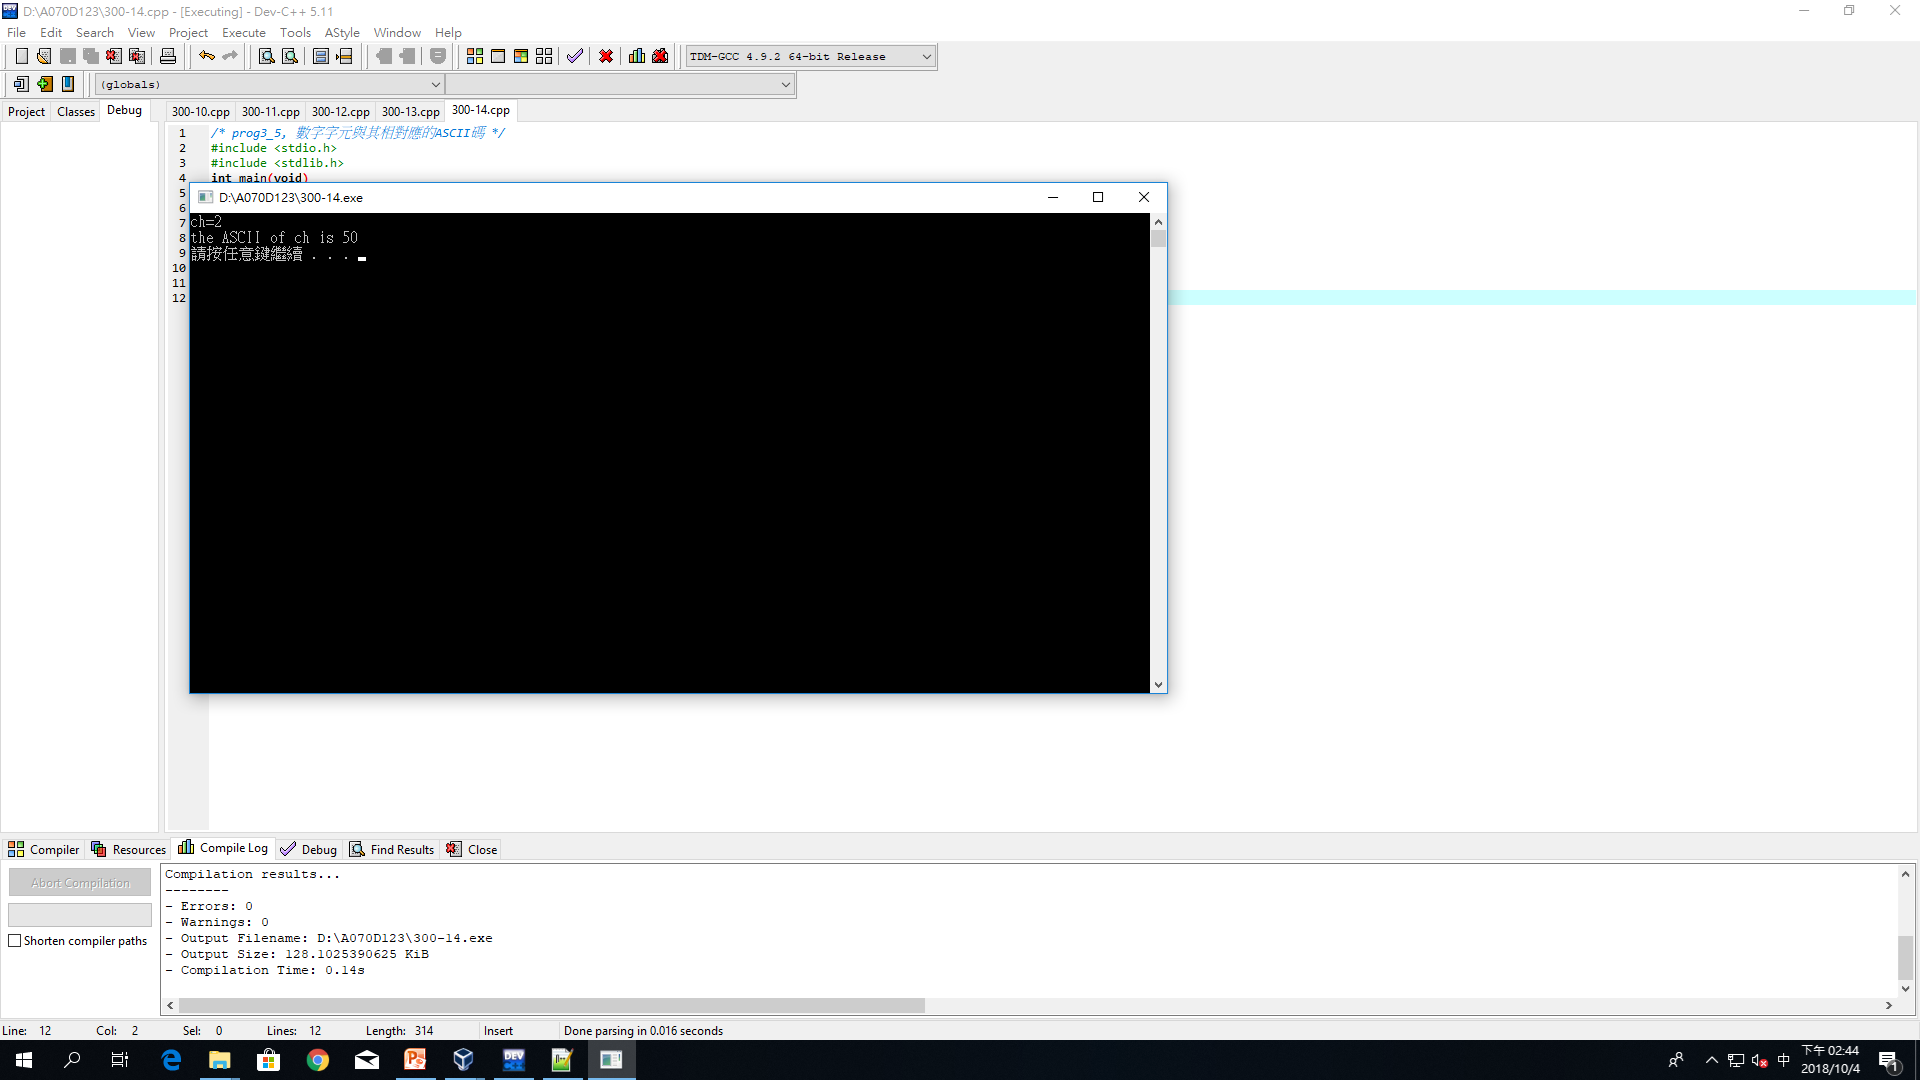 D:\A070D123\300-14.cpp - [Executing] - Dev-C++ 5.11
File Edit Search View Project Execute Tools AStyle Window Help
TDM-GCC 4.9.2 64-bit Release
(globals)
Project Classes Debug
300-10.cpp 300-11.cpp 300-12.cpp 300-13.cpp 300-14.cpp
1 /* prog3_5, 數字字元與其相對應的ASCII碼 */
2 #include <stdio.h>
3 #include <stdlib.h>
4 int main(void)
5
6
7
8
9
10
11
12
D:\A070D123\300-14.exe
ch=2
the ASCII of ch is 50
請按任意鍵繼續 . . .
Compiler Resources Compile Log Debug Find Results Close
Abort Compilation
Shorten compiler paths
Compilation results...
--------
- Errors: 0
- Warnings: 0
- Output Filename: D:\A070D123\300-14.exe
- Output Size: 128.1025390625 KiB
- Compilation Time: 0.14s
Line: 12 Col: 2 Sel: 0 Lines: 12 Length: 314 Insert Done parsing in 0.016 seconds
中
下午 02:44
2018/10/4
1